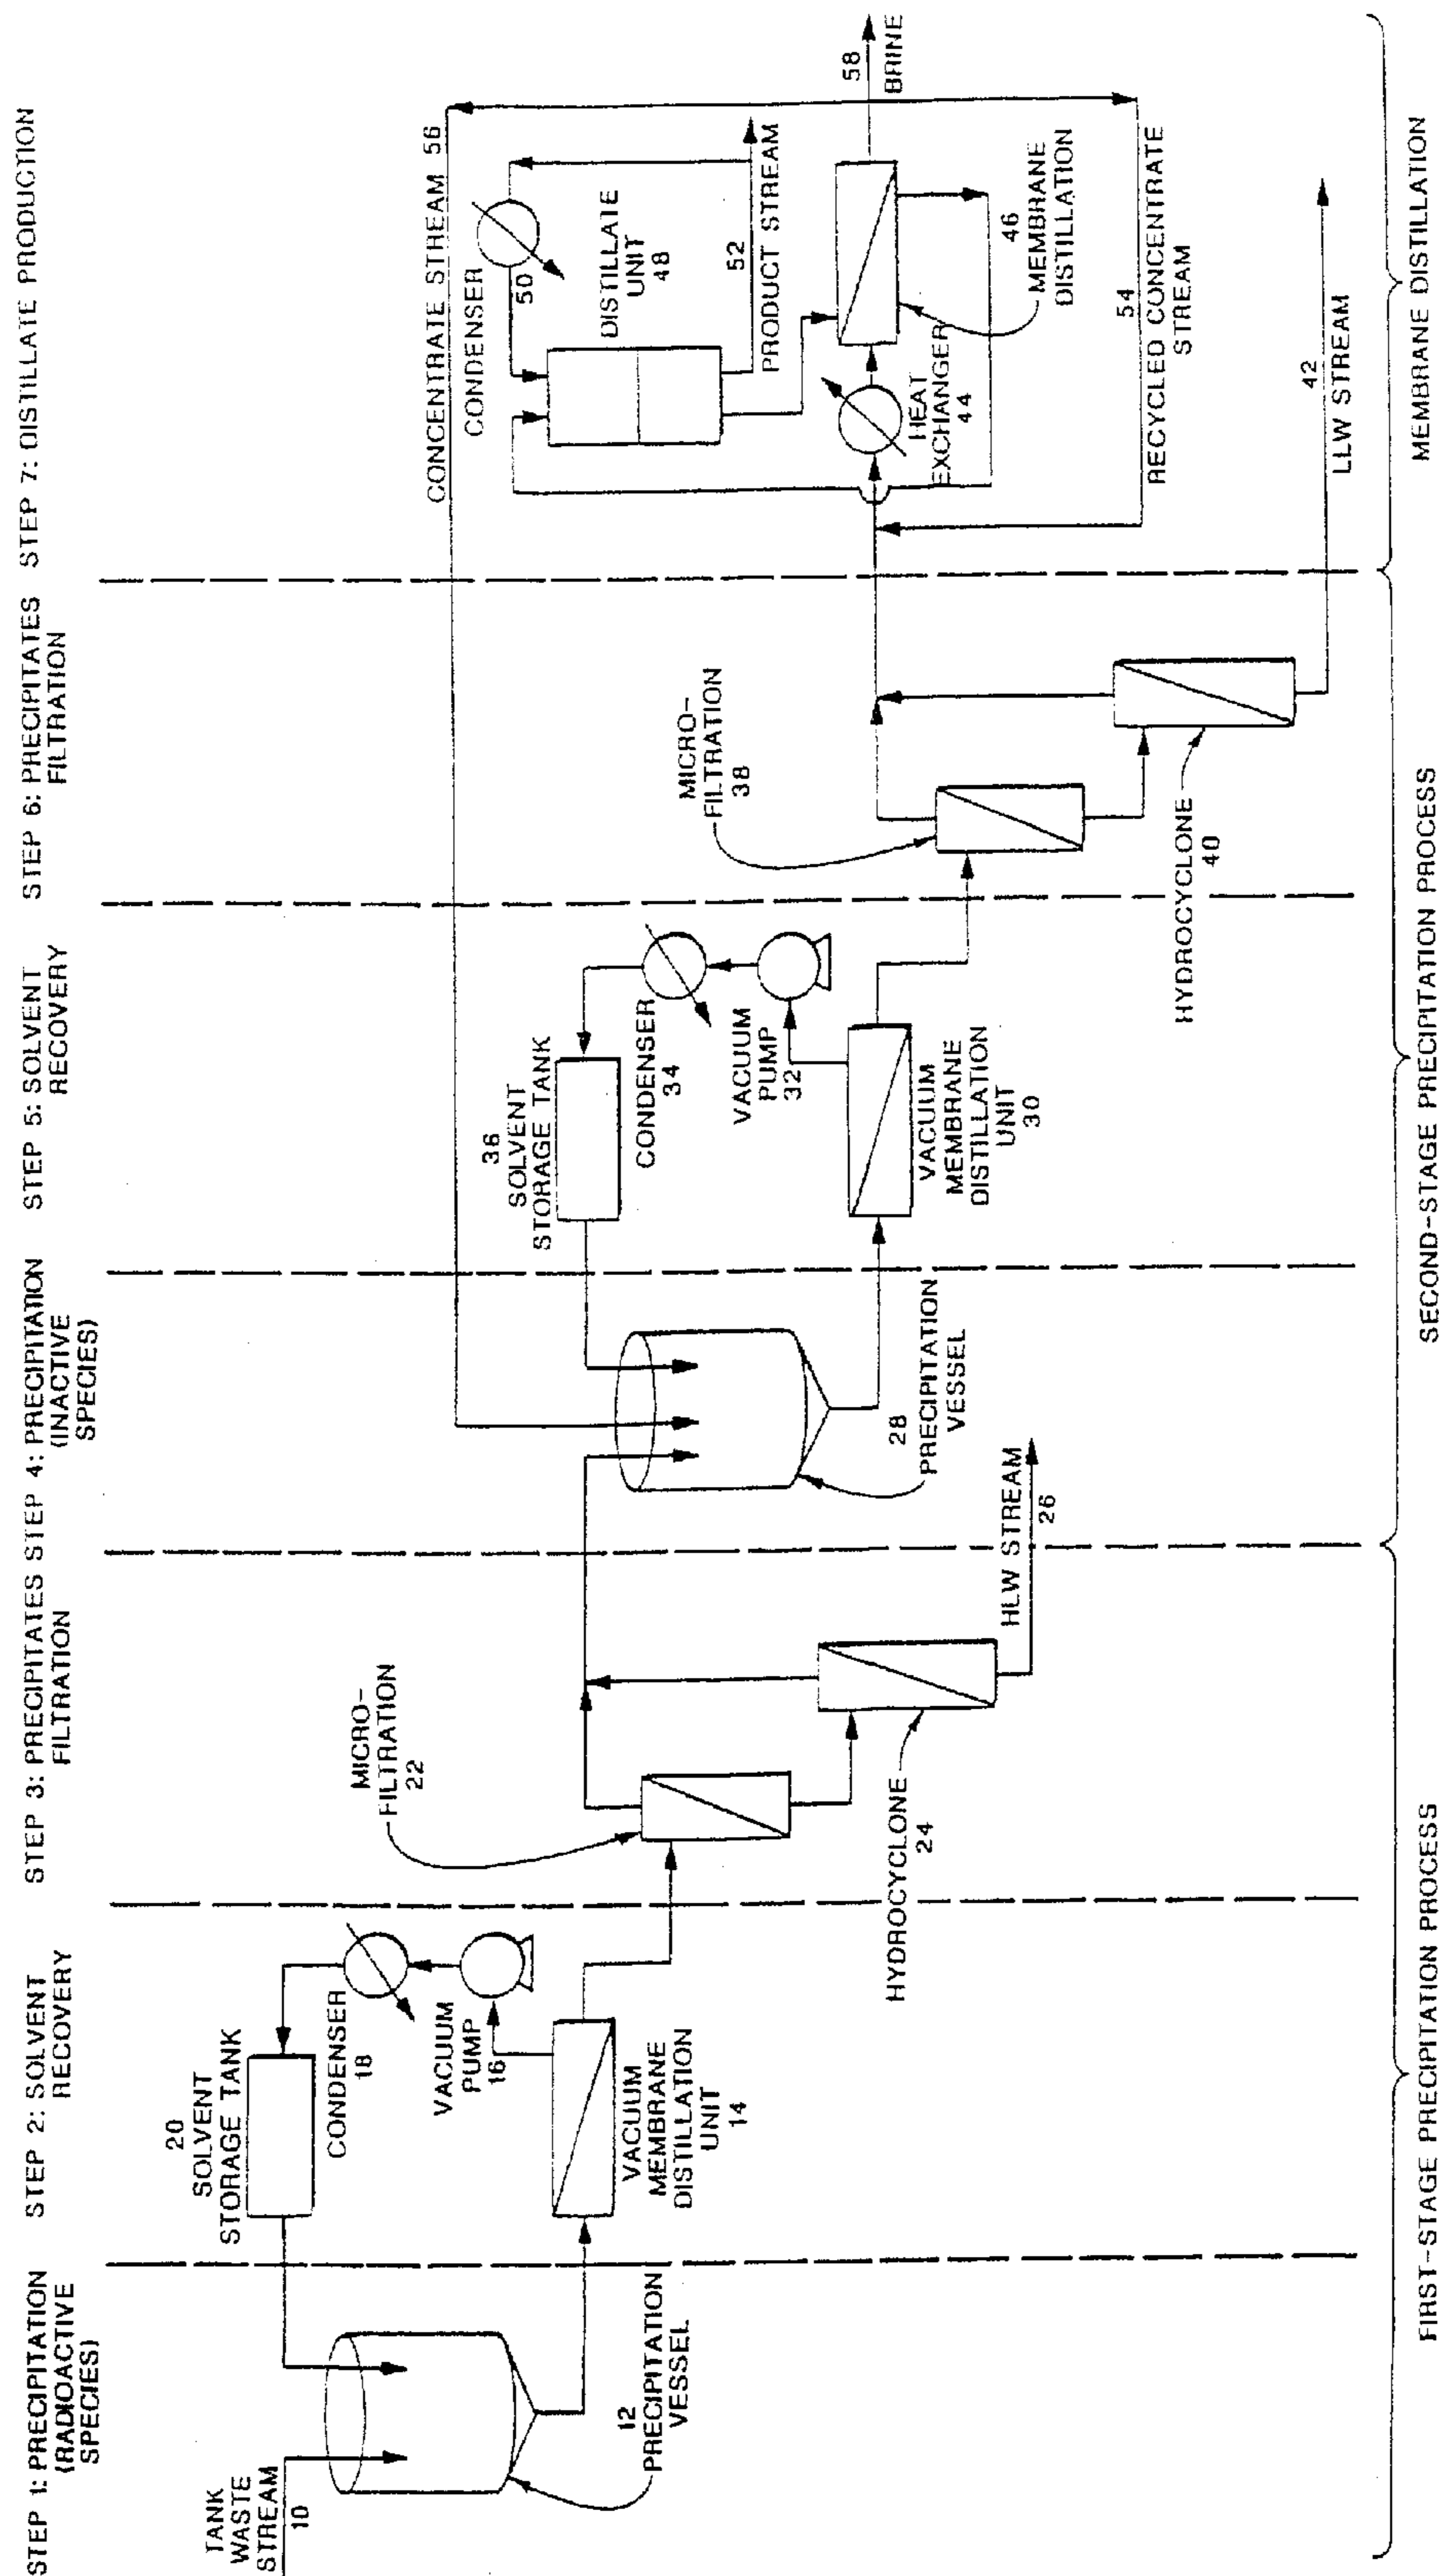 STEP 1: PRECIPITATION
(RADIOACTIVE
SPECIES)
STEP 2: SOLVENT
RECOVERY
STEP 3: PRECIPITATES
FILTRATION
STEP 4: PRECIPITATION
(INACTIVE
SPECIES)
STEP 5: SOLVENT
RECOVERY
STEP 6: PRECIPITATES
FILTRATION
STEP 7: DISTILLATE PRODUCTION
TANK
WASTE
STREAM
10
12
PRECIPITATION
VESSEL
20
SOLVENT
STORAGE TANK
CONDENSER
18
VACUUM
PUMP
16
VACUUM
MEMBRANE
DISTILLATION
UNIT
14
MICRO-
FILTRATION
22
HYDROCYCLONE
24
HLW STREAM
26
28
PRECIPITATION
VESSEL
36
SOLVENT
STORAGE TANK
CONDENSER
34
VACUUM
PUMP
32
VACUUM
MEMBRANE
DISTILLATION
UNIT
30
MICRO-
FILTRATION
38
HYDROCYCLONE
40
CONCENTRATE STREAM 56
CONDENSER
50
DISTILLATE
UNIT
48
52
PRODUCT STREAM
58
BRINE
HEAT
EXCHANGER
44
46
MEMBRANE
DISTILLATION
54
RECYCLED CONCENTRATE
STREAM
42
LLW STREAM
FIRST-STAGE PRECIPITATION PROCESS
SECOND-STAGE PRECIPITATION PROCESS
MEMBRANE DISTILLATION